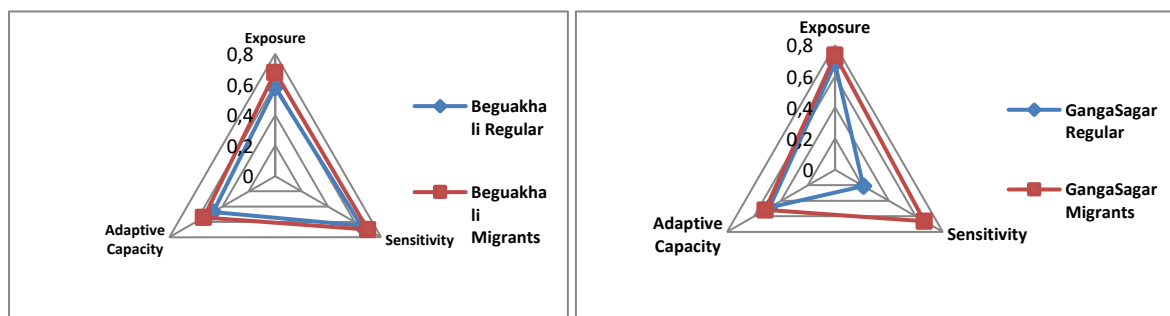 Exposure
0,8
0,6
0,4
0,2
0
Adaptive
Capacity
Sensitivity
Beguakha
li Regular
Beguakha
li
Migrants
Exposure
0,8
0,6
0,4
0,2
0
Adaptive
Capacity
Sensitivity
GangaSagar
Regular
GangaSagar
Migrants